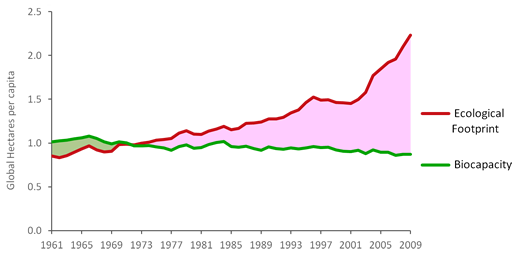 2.5
2.0
1.5
1.0
0.5
0.0
Global Hectares per capita
1961 1965 1969 1973 1977 1981 1985 1989 1993 1997 2001 2005 2009
Ecological
Footprint
Biocapacity